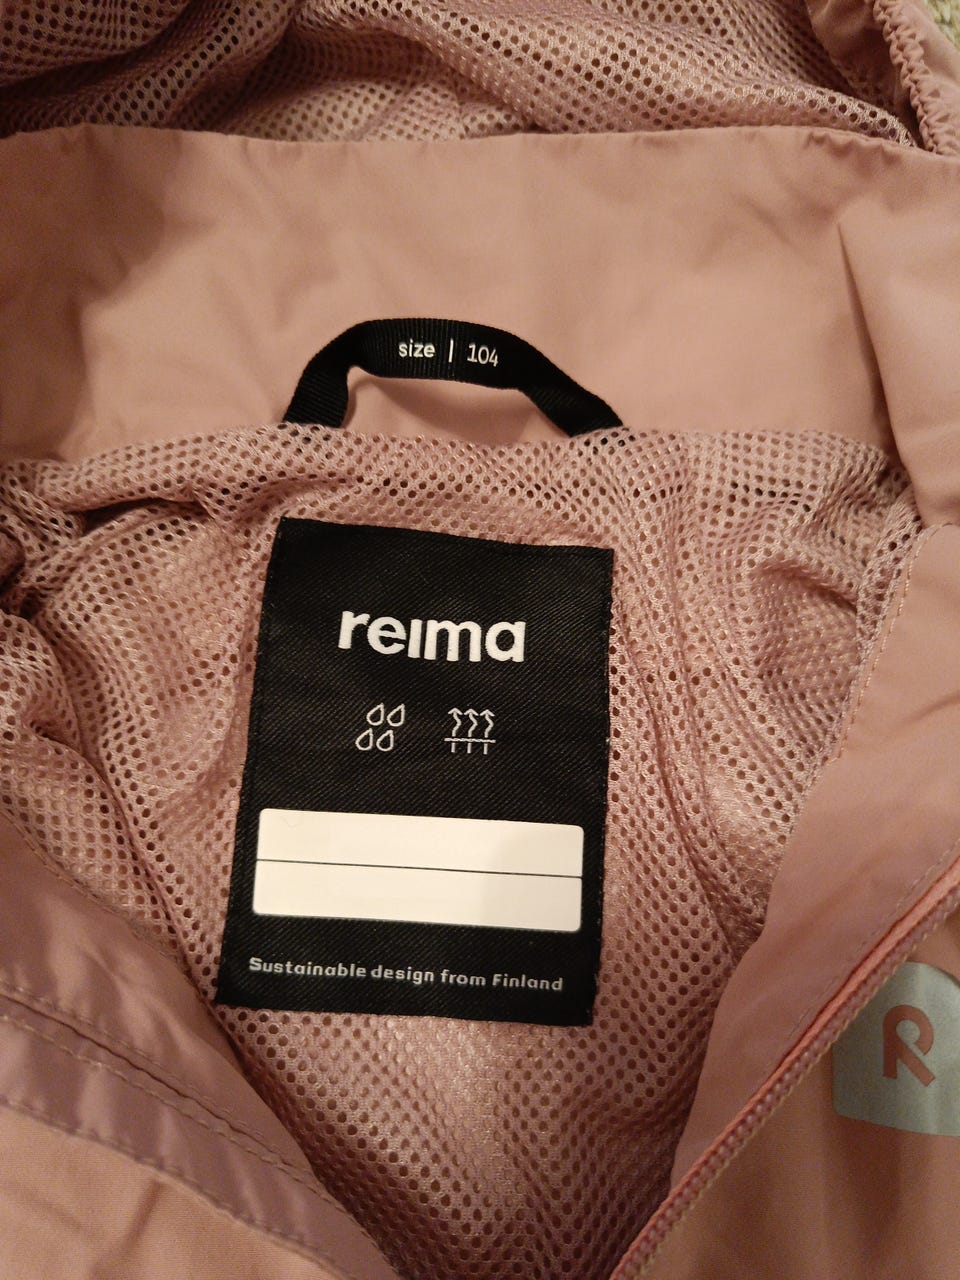 size | 104
reima
Sustainable design from Finland
R